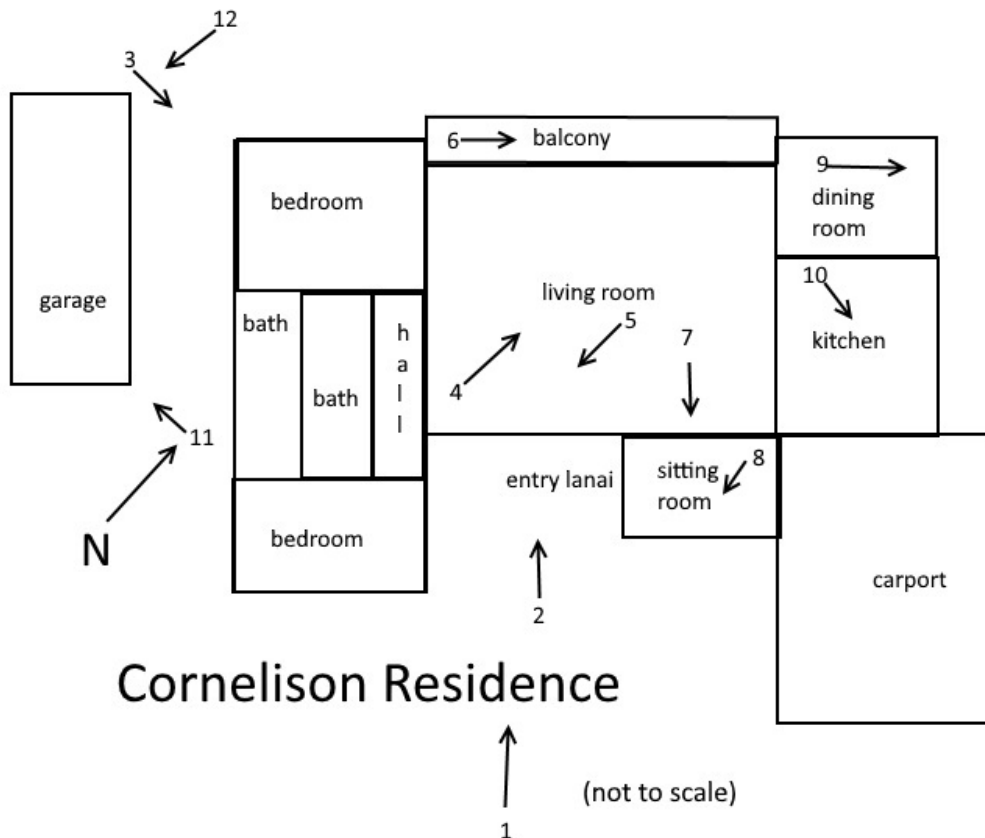 12
3
6
balcony
9
dining
room
bedroom
garage
bath
bath
h
a
l
l
living room
5
7
4
10
kitchen
11
N
entry lanai
sitting
room
8
bedroom
2
carport
Cornelison Residence
1
(not to scale)